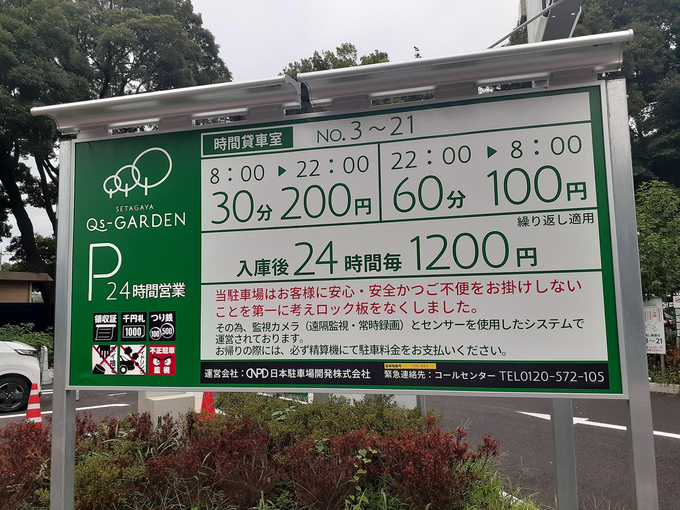 SETAGAYA
Qs-GARDEN
P 24時間営業
領収証 千円札 1000 つり銭 100 500
不正駐車監視
時間貸車室 NO. 3～21
8：00 ▶ 22：00 22：00 ▶ 8：00
30分 200円 60分 100円
繰り返し適用
入庫後 24時間毎 1200円
当駐車場はお客様に安心・安全かつご不便をお掛けしない
ことを第一に考えロック板をなくしました。
その為、監視カメラ（遠隔監視・常時録画）とセンサーを使用したシステムで
運営されております。
お帰りの際には、必ず精算機にて駐車料金をお支払いください。
運営会社：NPD日本駐車場開発株式会社 緊急連絡先：コールセンター TEL0120-572-105